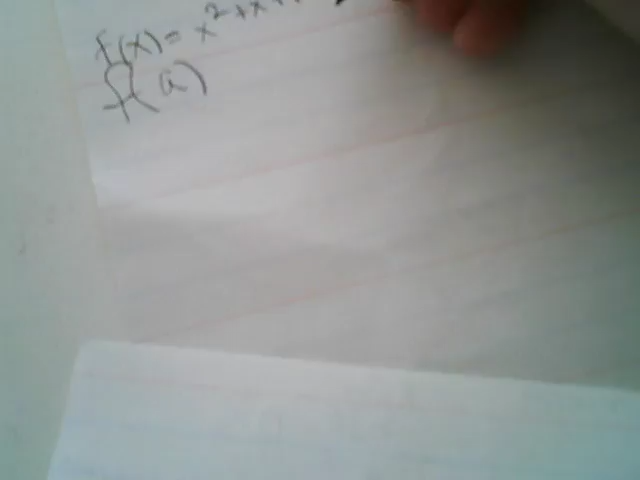 f(x) = x² + x +
f(a)